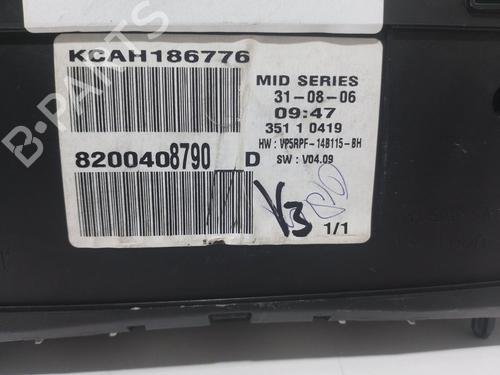 KCAH186776
MID SERIES
31-08-06
09:47
351 1 0419
HW : VP5RPF-14B115-BH
SW : V04.09
8200408790 D
V3
1/1
B-PARTS